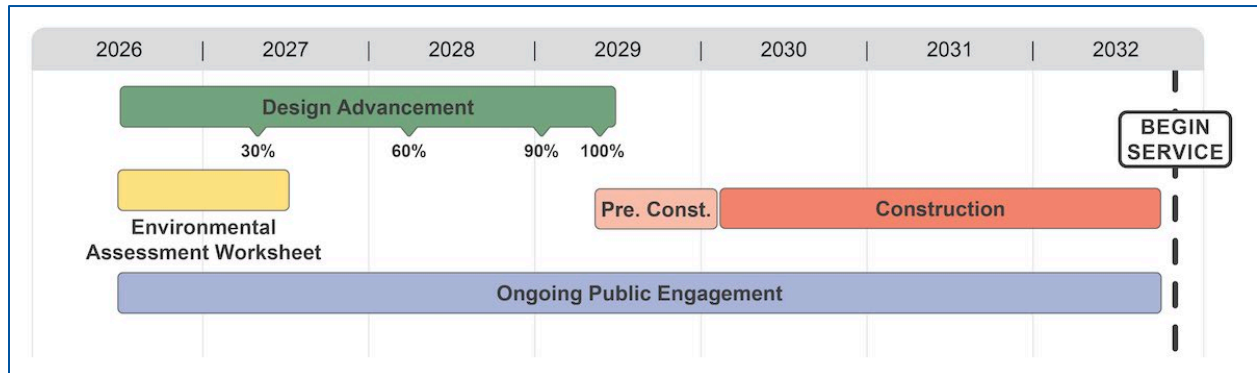 2026 | 2027 | 2028 | 2029 | 2030 | 2031 | 2032
Design Advancement
30% 60% 90% 100%
BEGIN
SERVICE
Pre. Const. Construction
Environmental
Assessment Worksheet
Ongoing Public Engagement